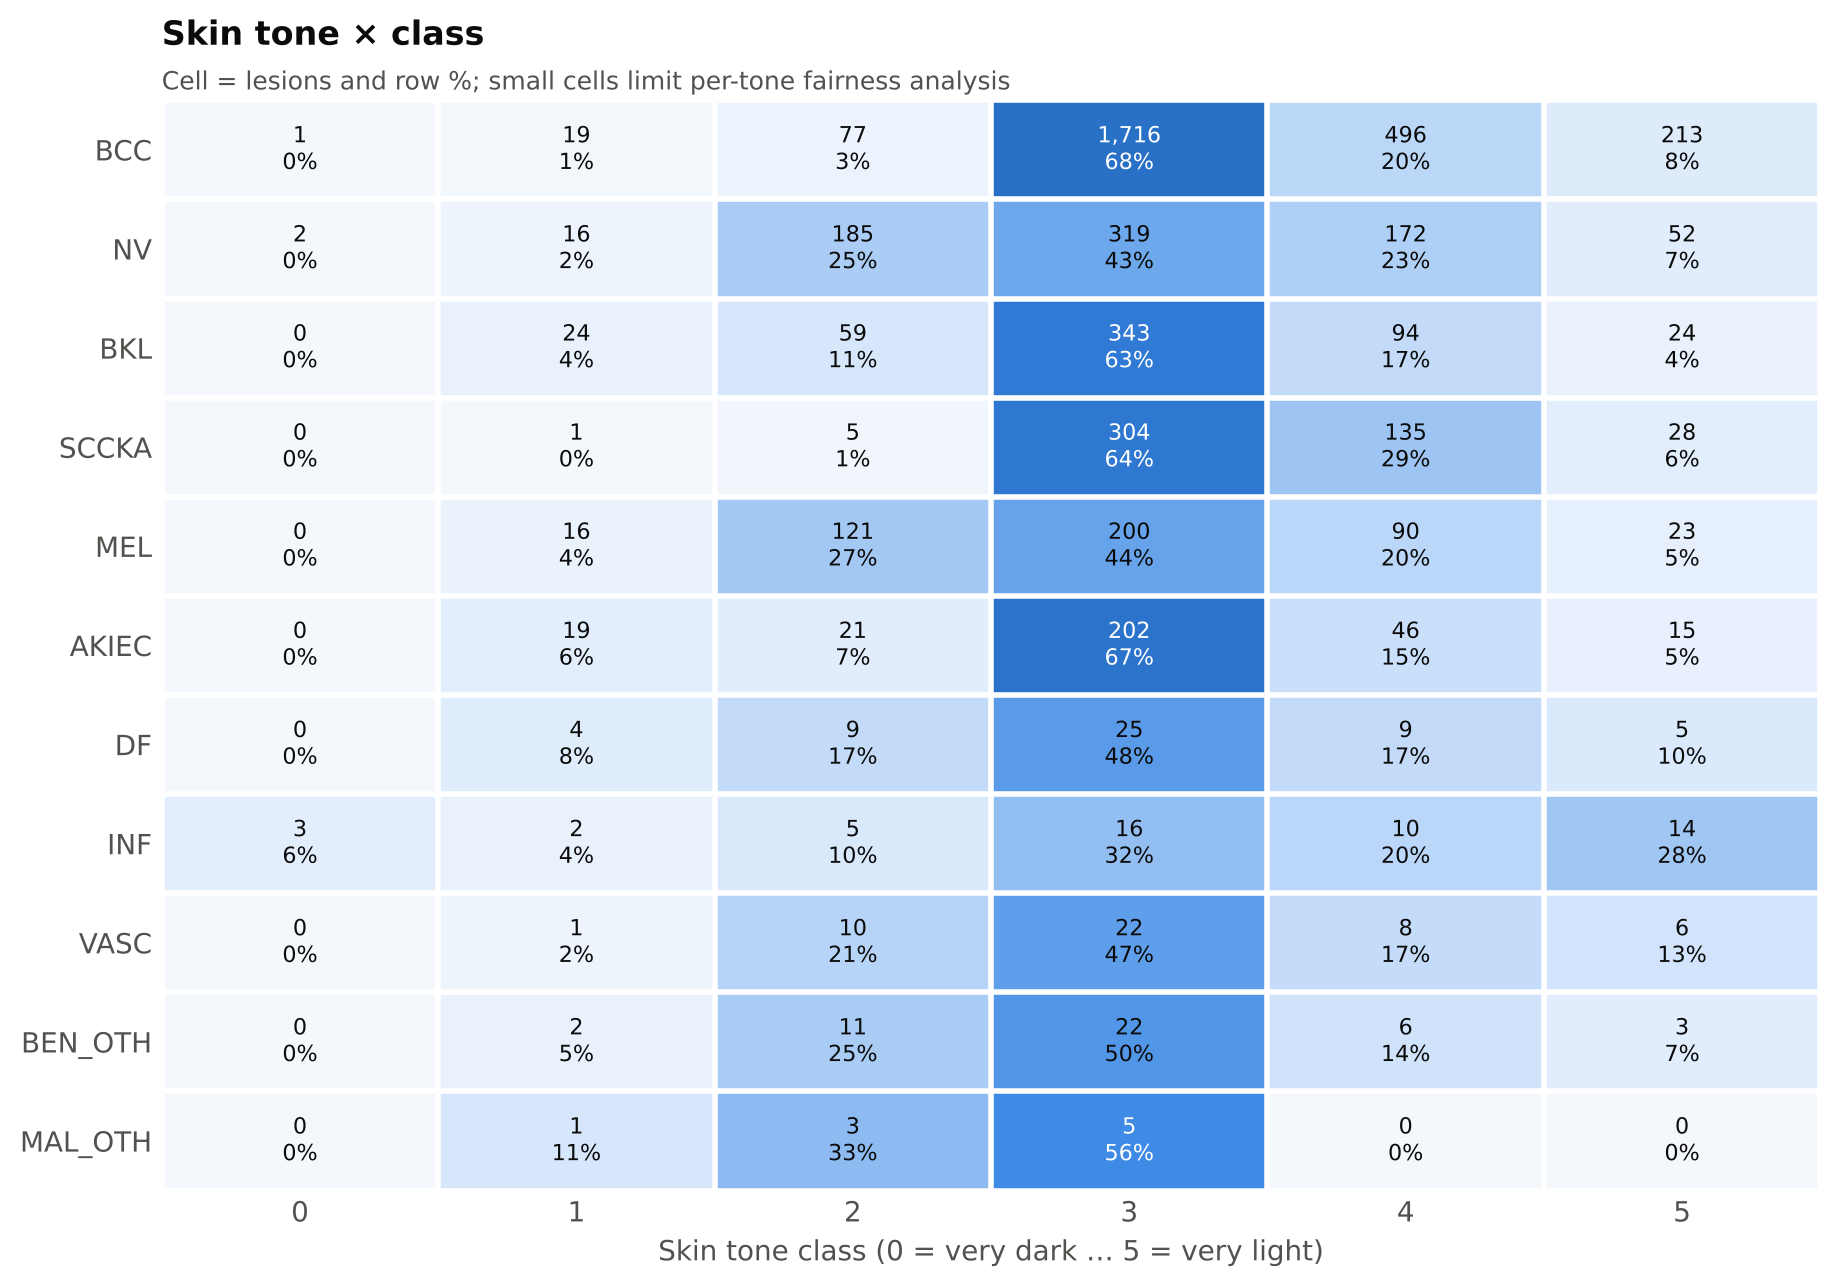 Skin tone × class
Cell = lesions and row %; small cells limit per-tone fairness analysis
BCC
1 19 77 1,716 496 213
0% 1% 3% 68% 20% 8%
NV
2 16 185 319 172 52
0% 2% 25% 43% 23% 7%
BKL
0 24 59 343 94 24
0% 4% 11% 63% 17% 4%
SCCKA
0 1 5 304 135 28
0% 0% 1% 64% 29% 6%
MEL
0 16 121 200 90 23
0% 4% 27% 44% 20% 5%
AKIEC
0 19 21 202 46 15
0% 6% 7% 67% 15% 5%
DF
0 4 9 25 9 5
0% 8% 17% 48% 17% 10%
INF
3 2 5 16 10 14
6% 4% 10% 32% 20% 28%
VASC
0 1 10 22 8 6
0% 2% 21% 47% 17% 13%
BEN_OTH
0 2 11 22 6 3
0% 5% 25% 50% 14% 7%
MAL_OTH
0 1 3 5 0 0
0% 11% 33% 56% 0% 0%
0 1 2 3 4 5
Skin tone class (0 = very dark ... 5 = very light)